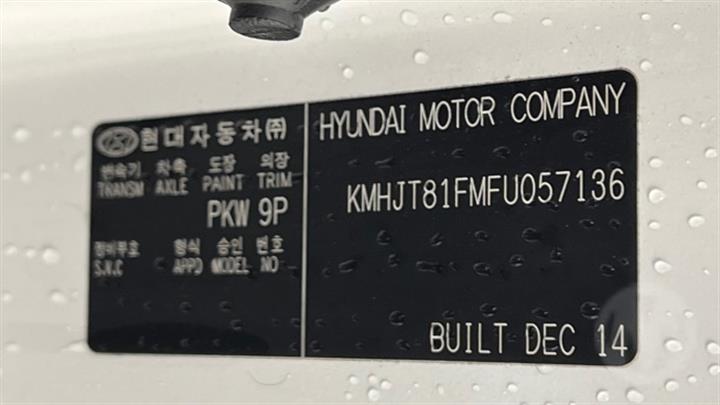 현대자동차㈜
변속기 차축 도장 의장
TRANSM AXLE PAINT TRIM
PKW 9P
정비부호 형식 승인 번호
S.V.C APPD MODEL NO
HYUNDAI MOTOR COMPANY
KMHJT81FMFU057136
BUILT DEC 14